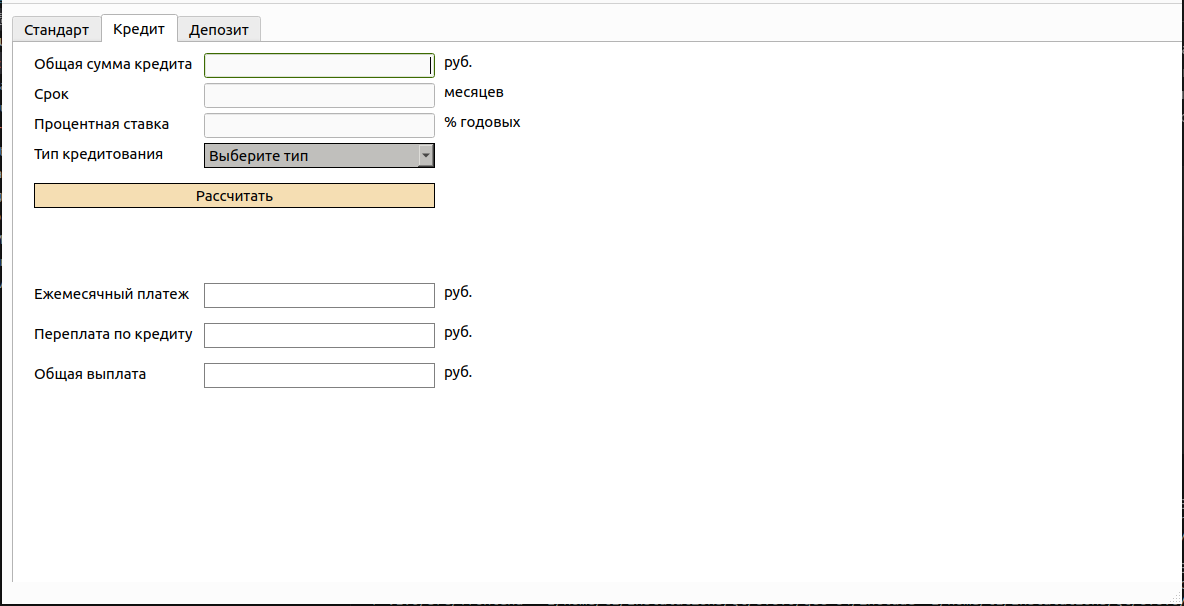 Стандарт Кредит Депозит
Общая сумма кредита руб.
Срок месяцев
Процентная ставка % годовых
Тип кредитования Выберите тип
Рассчитать
Ежемесячный платеж руб.
Переплата по кредиту руб.
Общая выплата руб.